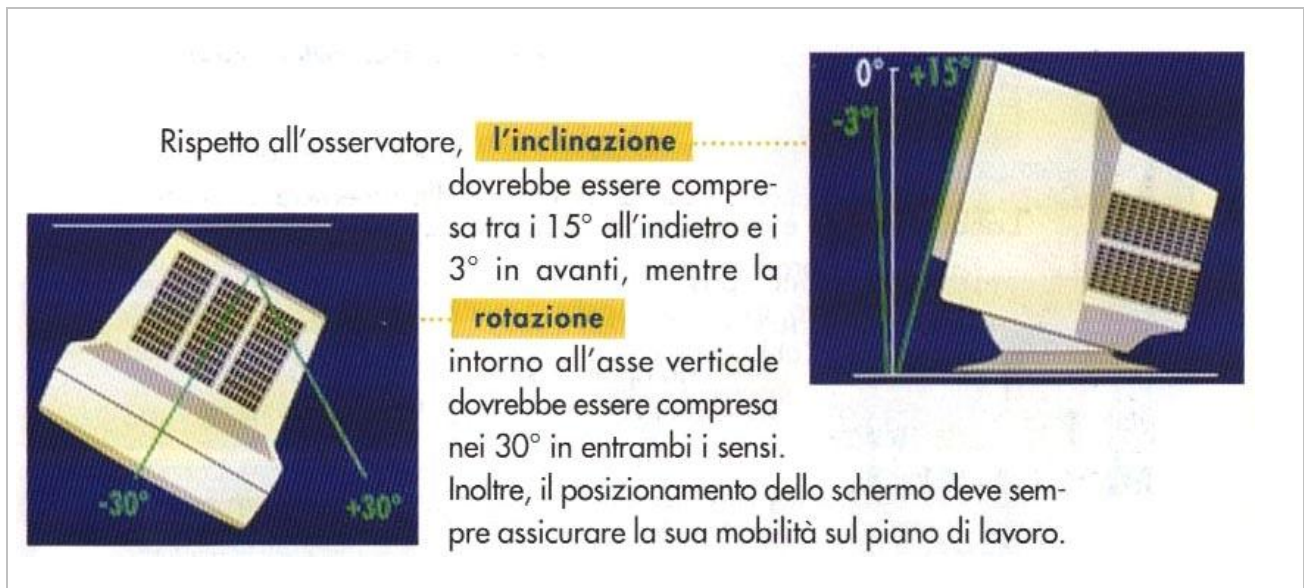 0° +15°
-3°
Rispetto all'osservatore, l'inclinazione
dovrebbe essere compre-
sa tra i 15° all'indietro e i
3° in avanti, mentre la
rotazione
intorno all'asse verticale
dovrebbe essere compresa
nei 30° in entrambi i sensi.
Inoltre, il posizionamento dello schermo deve sem-
pre assicurare la sua mobilità sul piano di lavoro.
-30° +30°